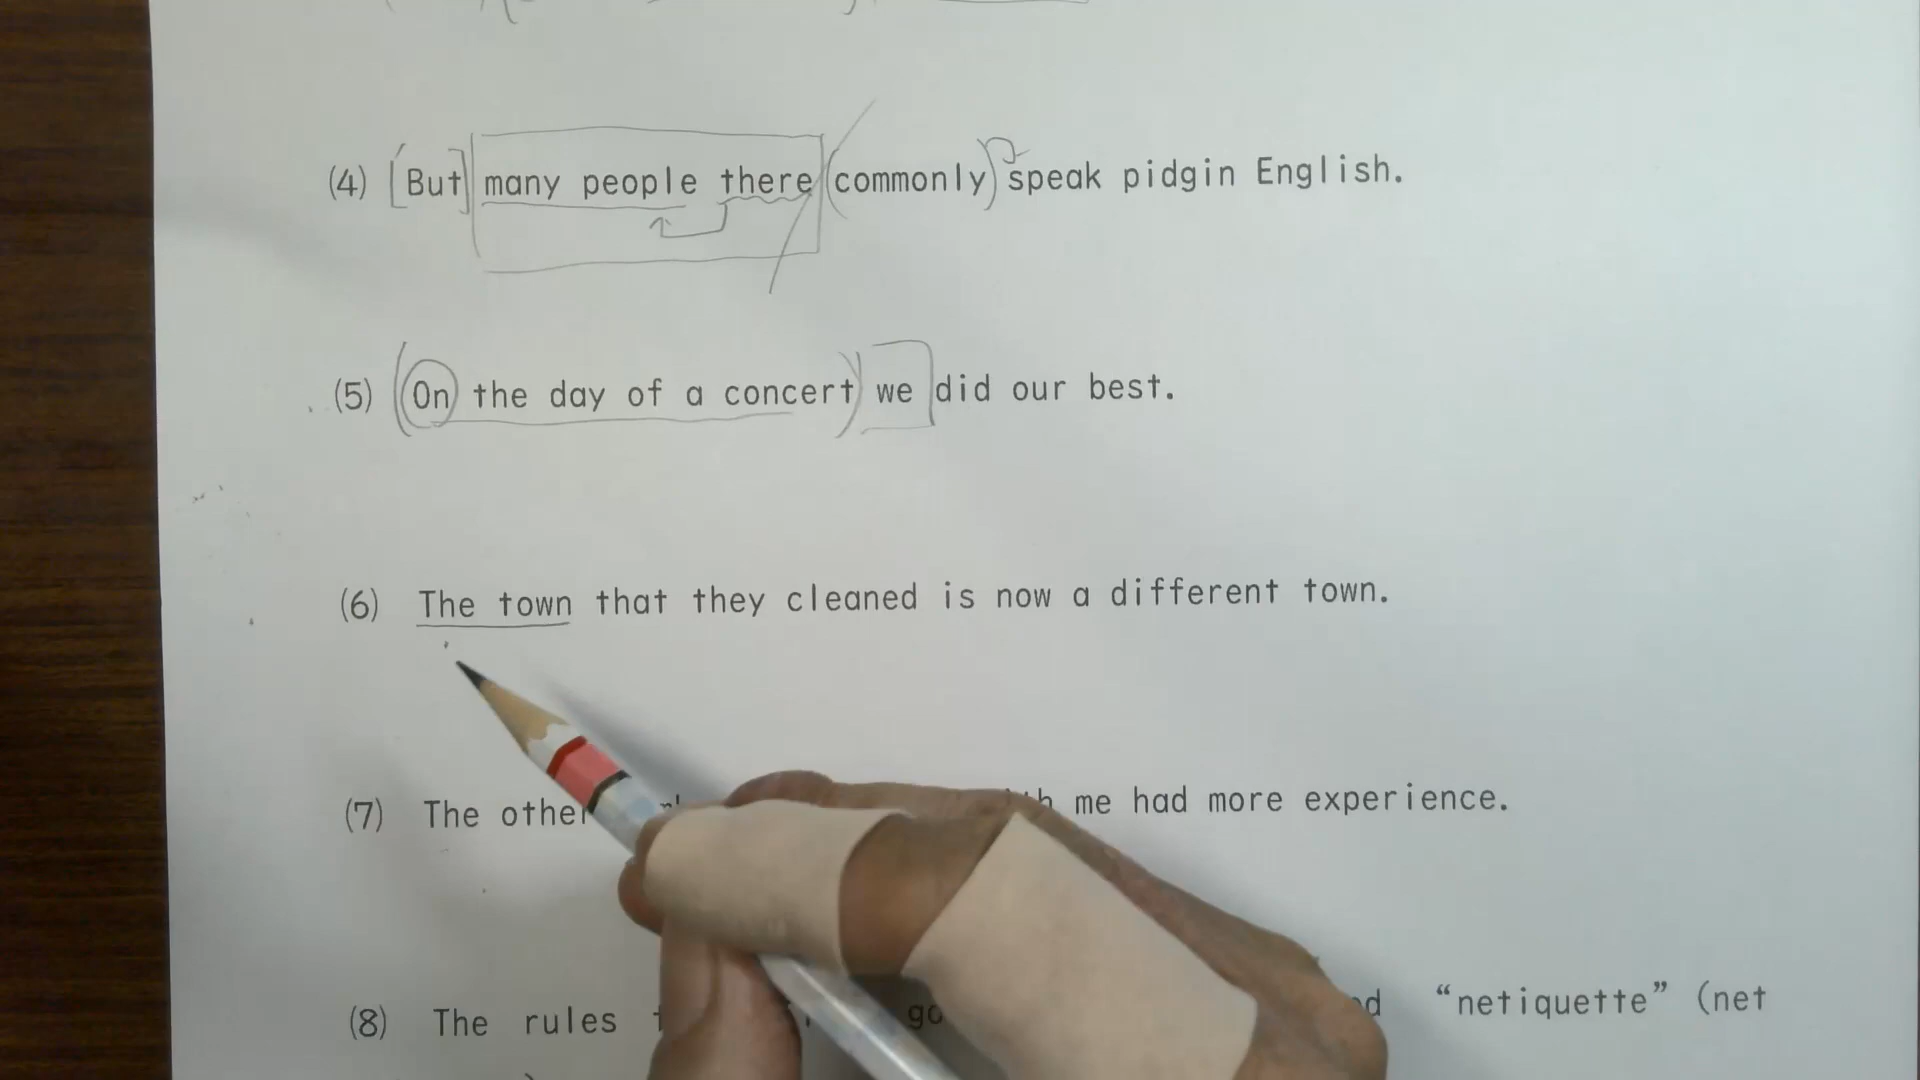 (4) [But] many people there (commonly) speak pidgin English.
(5) (On the day of a concert) we did our best.
(6) The town that they cleaned is now a different town.
(7) The other me had more experience.
(8) The rules “netiquette” (net